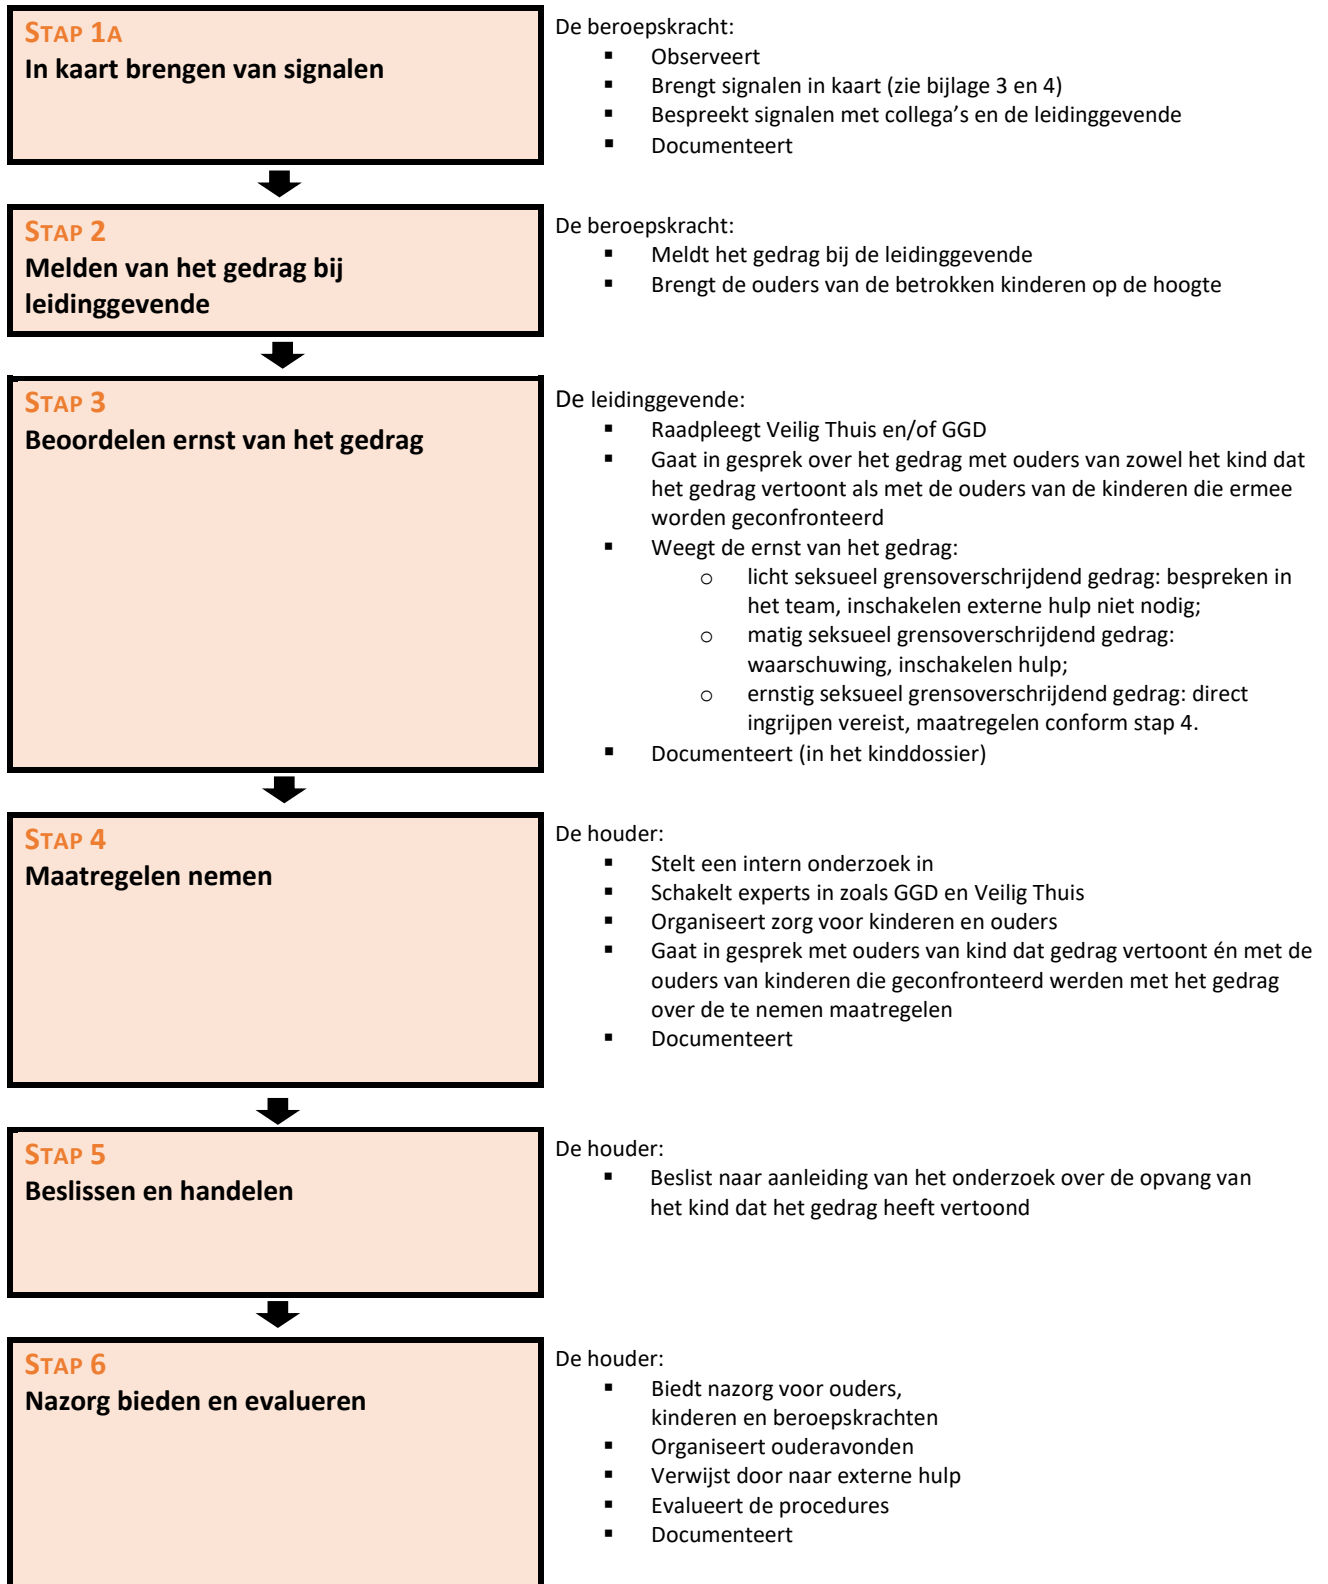 STAP 1A
In kaart brengen van signalen
De beroepskracht:
▪ Observeert
▪ Brengt signalen in kaart (zie bijlage 3 en 4)
▪ Bespreekt signalen met collega’s en de leidinggevende
▪ Documenteert
STAP 2
Melden van het gedrag bij
leidinggevende
De beroepskracht:
▪ Meldt het gedrag bij de leidinggevende
▪ Brengt de ouders van de betrokken kinderen op de hoogte
STAP 3
Beoordelen ernst van het gedrag
De leidinggevende:
▪ Raadpleegt Veilig Thuis en/of GGD
▪ Gaat in gesprek over het gedrag met ouders van zowel het kind dat
het gedrag vertoont als met de ouders van de kinderen die ermee
worden geconfronteerd
▪ Weegt de ernst van het gedrag:
o licht seksueel grensoverschrijdend gedrag: bespreken in
het team, inschakelen externe hulp niet nodig;
o matig seksueel grensoverschrijdend gedrag:
waarschuwing, inschakelen hulp;
o ernstig seksueel grensoverschrijdend gedrag: direct
ingrijpen vereist, maatregelen conform stap 4.
▪ Documenteert (in het kinddossier)
STAP 4
Maatregelen nemen
De houder:
▪ Stelt een intern onderzoek in
▪ Schakelt experts in zoals GGD en Veilig Thuis
▪ Organiseert zorg voor kinderen en ouders
▪ Gaat in gesprek met ouders van kind dat gedrag vertoont én met de
ouders van kinderen die geconfronteerd werden met het gedrag
over de te nemen maatregelen
▪ Documenteert
STAP 5
Beslissen en handelen
De houder:
▪ Beslist naar aanleiding van het onderzoek over de opvang van
het kind dat het gedrag heeft vertoond
STAP 6
Nazorg bieden en evalueren
De houder:
▪ Biedt nazorg voor ouders,
kinderen en beroepskrachten
▪ Organiseert ouderavonden
▪ Verwijst door naar externe hulp
▪ Evalueert de procedures
▪ Documenteert